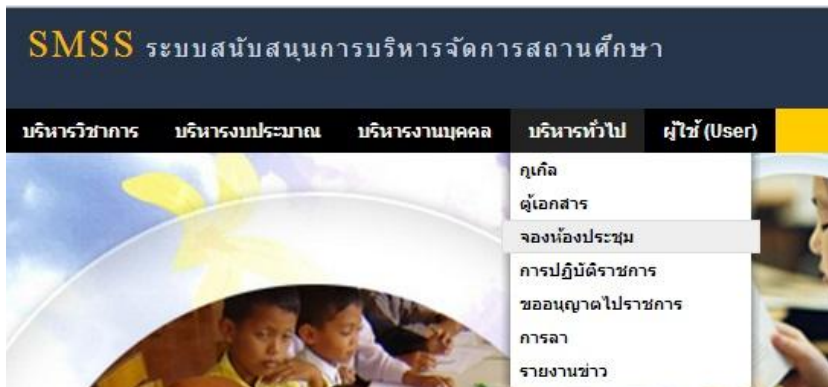 SMSS ระบบสนับสนุนการบริหารจัดการสถานศึกษา
บริหารวิชาการ บริหารงบประมาณ บริหารงานบุคคล บริหารทั่วไป ผู้ใช้ (User)
กูเกิล
ตู้เอกสาร
จองห้องประชุม
การปฏิบัติราชการ
ขออนุญาตไปราชการ
การลา
รายงานข่าว